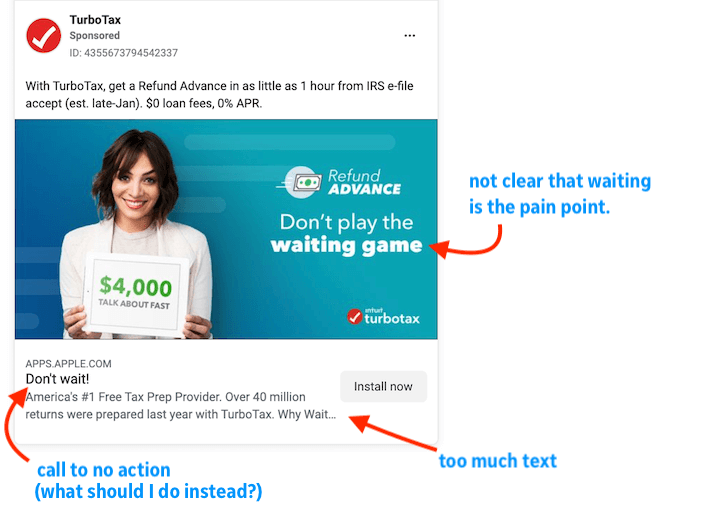 TurboTax
Sponsored
ID: 4355673794542337
...
With TurboTax, get a Refund Advance in as little as 1 hour from IRS e-file
accept (est. late-Jan). $0 loan fees, 0% APR.
Refund
ADVANCE
Don't play the
waiting game
$4,000
TALK ABOUT FAST
intuit
turbotax
not clear that waiting
is the pain point.
APPS.APPLE.COM
Don't wait!
America's #1 Free Tax Prep Provider. Over 40 million
returns were prepared last year with TurboTax. Why Wait...
Install now
call to no action
(what should I do instead?)
too much text